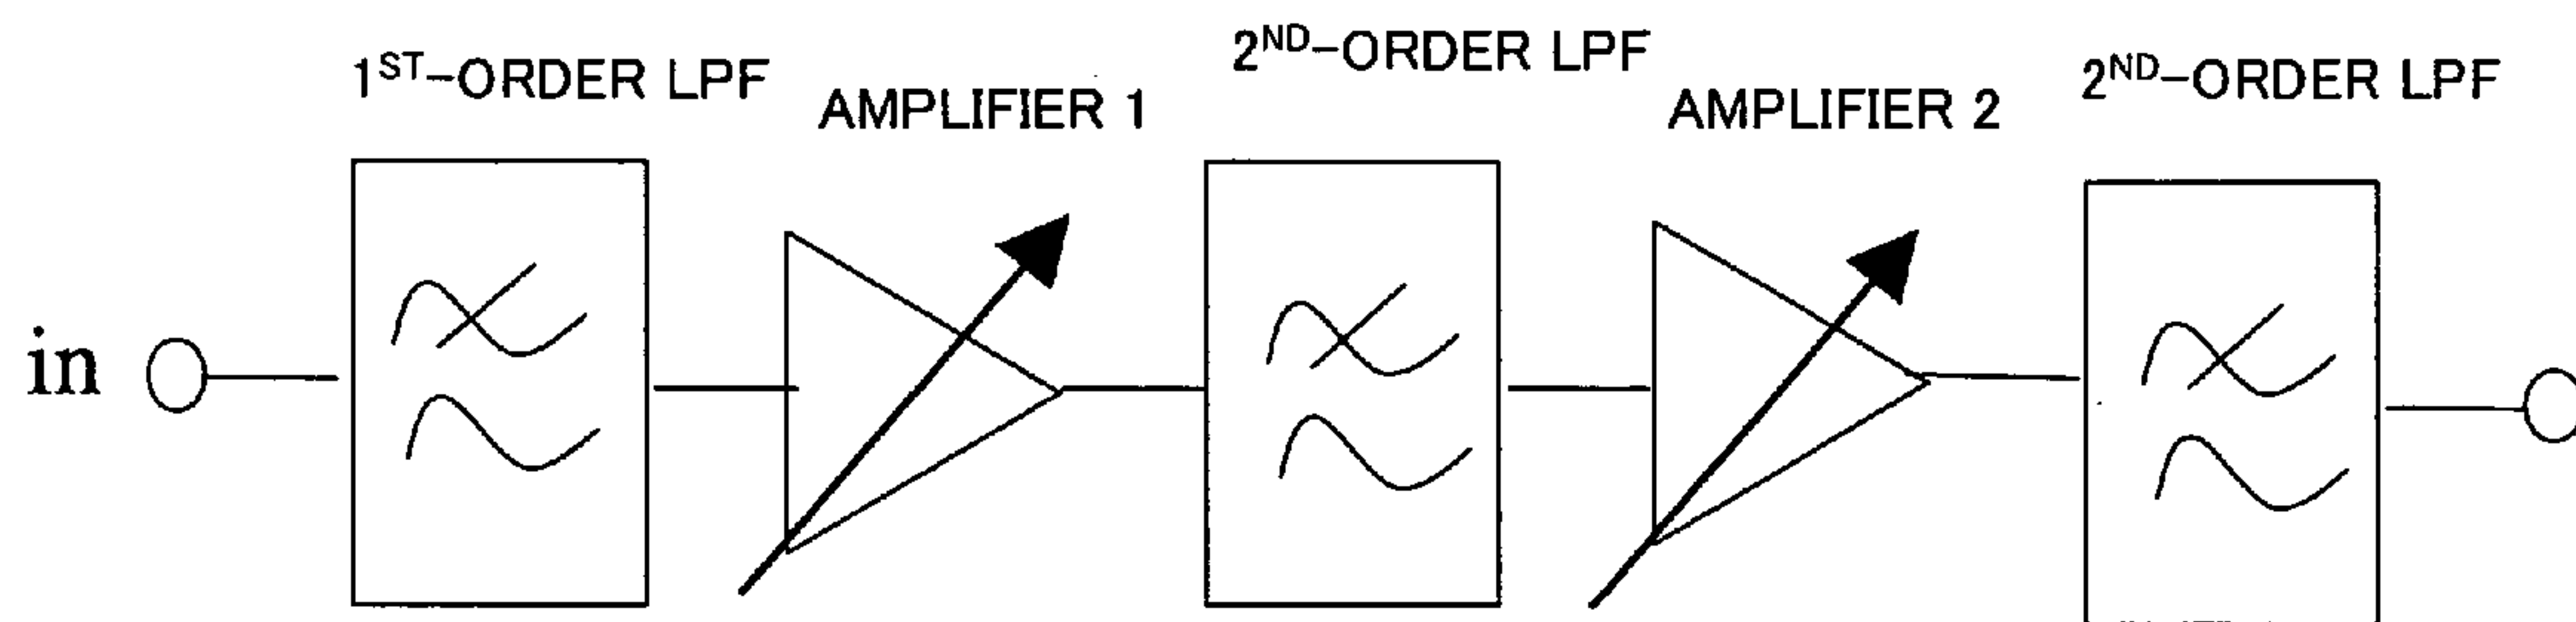 1ST-ORDER LPF
AMPLIFIER 1
2ND-ORDER LPF
AMPLIFIER 2
2ND-ORDER LPF
in